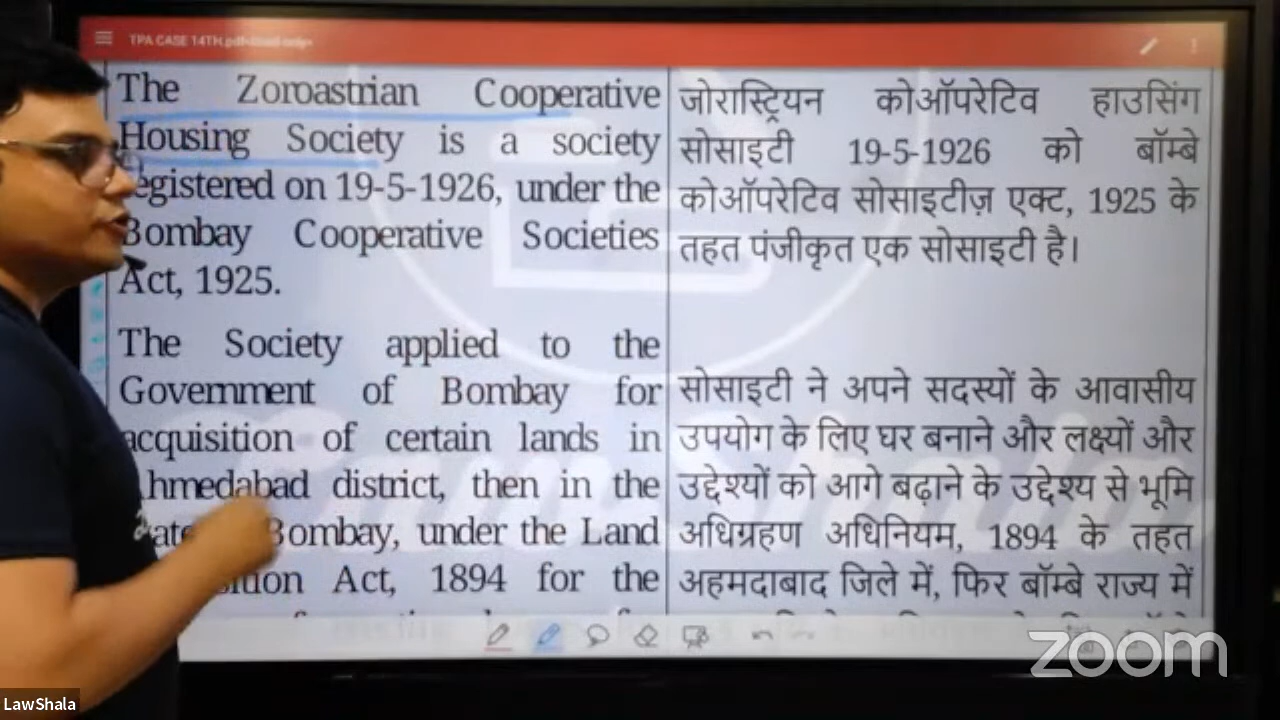 TPA CASE 14TH.pdf
The Zoroastrian Cooperative
Housing Society is a society
egistered on 19-5-1926, under the
Bombay Cooperative Societies
Act, 1925.
The Society applied to the
Government of Bombay for
acquisition of certain lands in
hmedabad district, then in the
Bombay, under the Land
Act, 1894 for the
जोरास्ट्रियन कोऑपरेटिव हाउसिंग
सोसाइटी 19-5-1926 को बॉम्बे
कोऑपरेटिव सोसाइटीज़ एक्ट, 1925 के
तहत पंजीकृत एक सोसाइटी है।
सोसाइटी ने अपने सदस्यों के आवासीय
उपयोग के लिए घर बनाने और लक्ष्यों और
उद्देश्यों को आगे बढ़ाने के उद्देश्य से भूमि
अधिग्रहण अधिनियम, 1894 के तहत
अहमदाबाद जिले में, फिर बॉम्बे राज्य में
zoom
LawShala